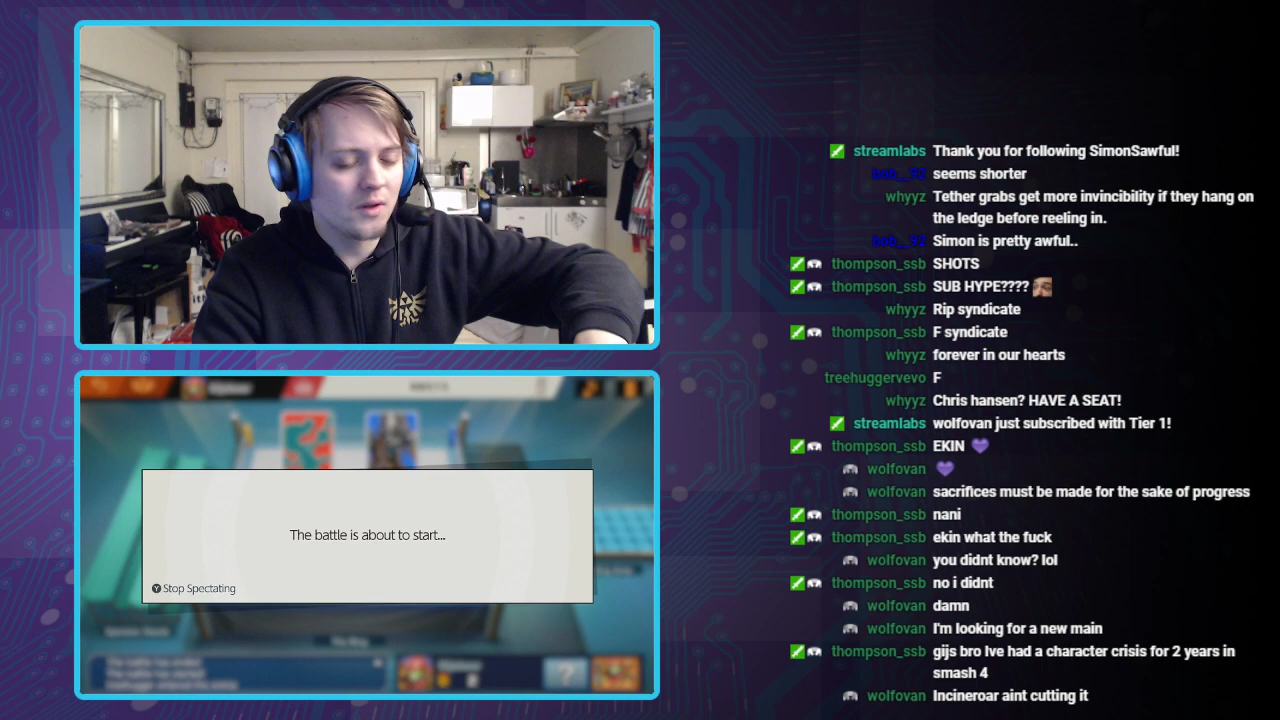 streamlabs Thank you for following SimonSawful!
bob__92 seems shorter
whyyz Tether grabs get more invincibility if they hang on
the ledge before reeling in.
bob__92 Simon is pretty awful..
thompson_ssb SHOTS
thompson_ssb SUB HYPE????
whyyz Rip syndicate
thompson_ssb F syndicate
whyyz forever in our hearts
treehuggervevo F
whyyz Chris hansen? HAVE A SEAT!
streamlabs wolfovan just subscribed with Tier 1!
thompson_ssb EKIN 💜
wolfovan 💜
wolfovan sacrifices must be made for the sake of progress
thompson_ssb nani
thompson_ssb ekin what the fuck
wolfovan you didnt know? lol
thompson_ssb no i didnt
wolfovan damn
wolfovan I'm looking for a new main
thompson_ssb gijs bro Ive had a character crisis for 2 years in
smash 4
wolfovan Incineroar aint cutting it
The battle is about to start...
Y Stop Spectating